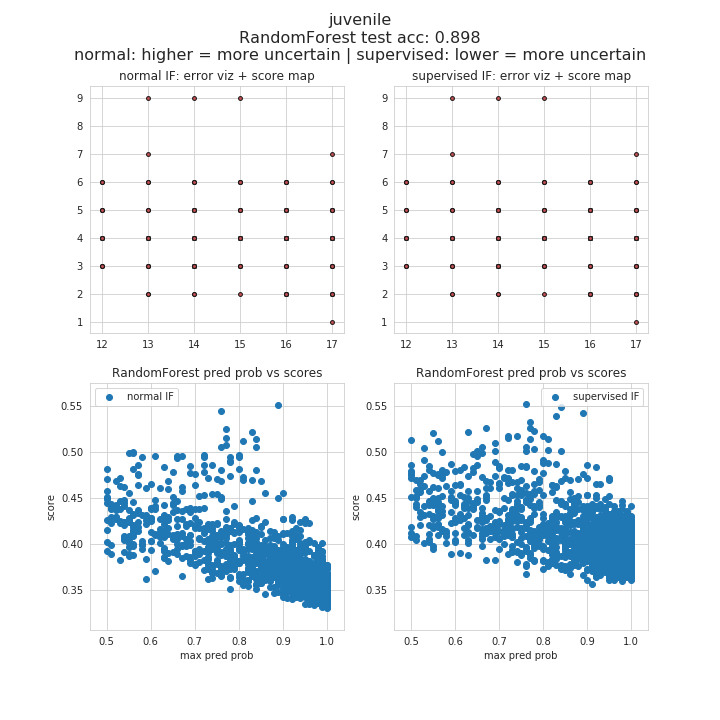 juvenile
RandomForest test acc: 0.898
normal: higher = more uncertain | supervised: lower = more uncertain
normal IF: error viz + score map
supervised IF: error viz + score map
9
8
7
6
5
4
3
2
1
12 13 14 15 16 17
9
8
7
6
5
4
3
2
1
12 13 14 15 16 17
RandomForest pred prob vs scores
RandomForest pred prob vs scores
normal IF
0.55
0.50
0.45
0.40
0.35
score
0.5 0.6 0.7 0.8 0.9 1.0
max pred prob
supervised IF
0.55
0.50
0.45
0.40
0.35
score
0.5 0.6 0.7 0.8 0.9 1.0
max pred prob